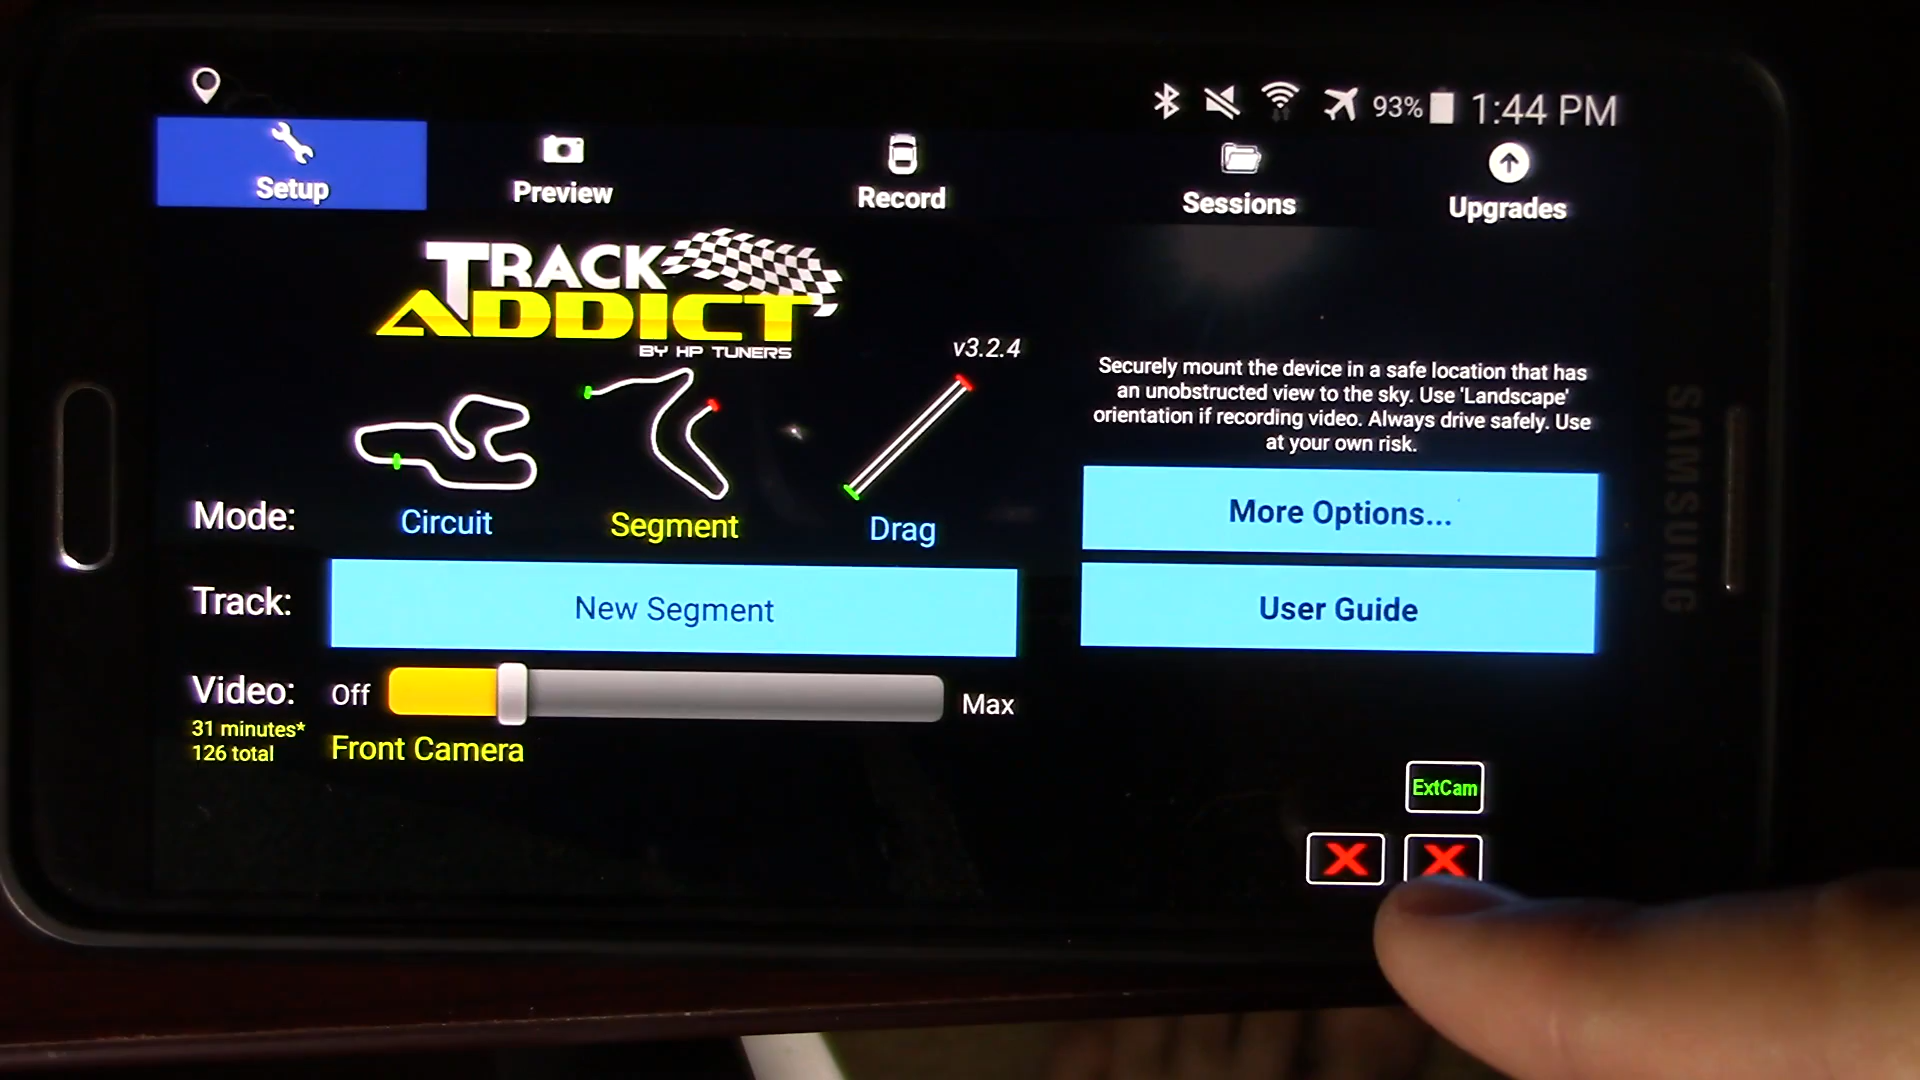 93% 1:44 PM
Setup
Preview
Record
Sessions
Upgrades
TRACK
ADDICT
BY HP TUNERS
v3.2.4
Mode:
Circuit
Segment
Drag
Track:
New Segment
Video:
Off
Max
31 minutes*
126 total
Front Camera
Securely mount the device in a safe location that has
an unobstructed view to the sky. Use 'Landscape'
orientation if recording video. Always drive safely. Use
at your own risk.
More Options...
User Guide
ExtCam
X X
SAMSUNG